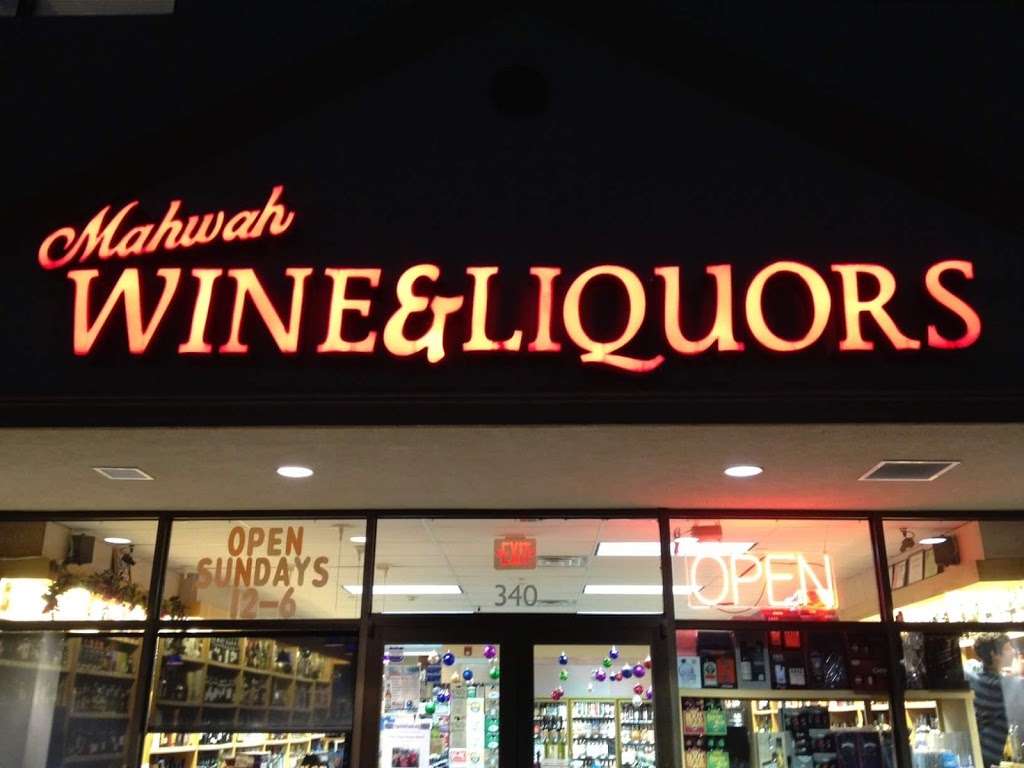 Mahwah
WINE & LIQUORS
OPEN
SUNDAYS
12-6
EXIT
340
OPEN